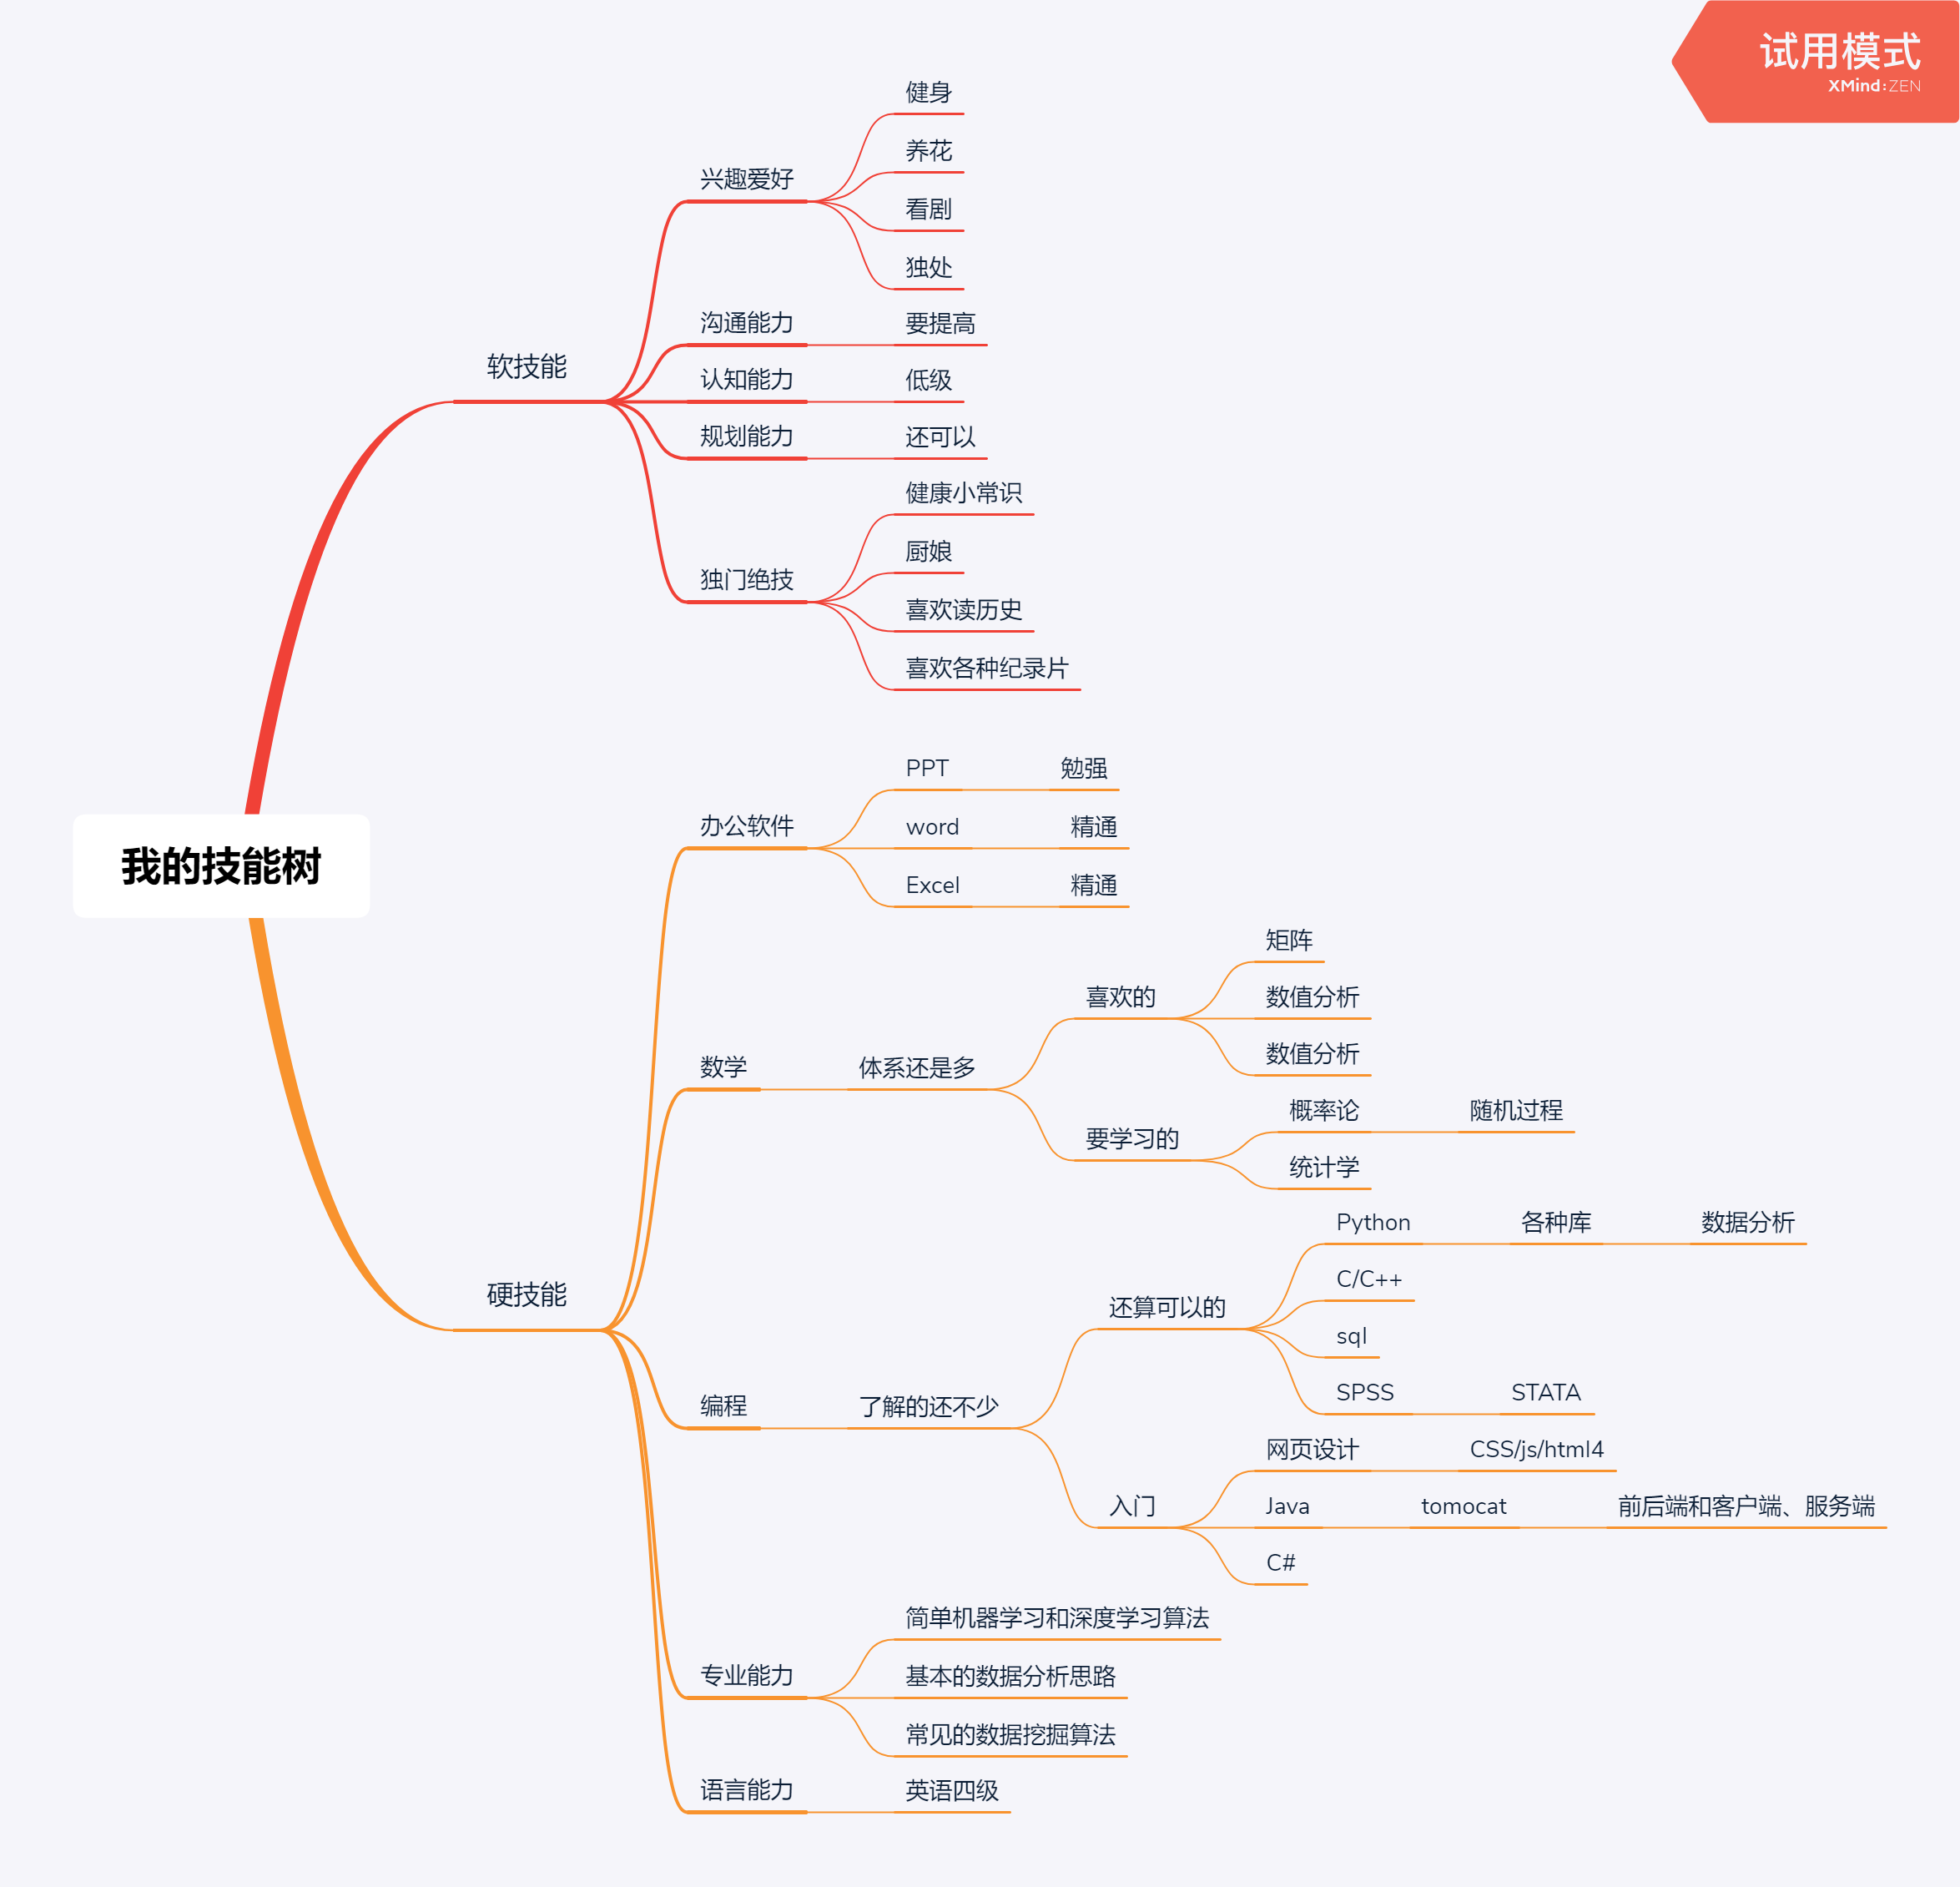 试用模式
XMind:ZEN
我的技能树
软技能
兴趣爱好
健身
养花
看剧
独处
沟通能力
要提高
认知能力
低级
规划能力
还可以
独门绝技
健康小常识
厨娘
喜欢读历史
喜欢各种纪录片
硬技能
办公软件
PPT
勉强
word
精通
Excel
精通
数学
体系还是多
喜欢的
矩阵
数值分析
数值分析
要学习的
概率论
随机过程
统计学
编程
了解的还不少
还算可以的
Python
各种库
数据分析
C/C++
sql
SPSS
STATA
入门
网页设计
CSS/js/html4
Java
tomocat
前后端和客户端、服务端
C#
专业能力
简单机器学习和深度学习算法
基本的数据分析思路
常见的数据挖掘算法
语言能力
英语四级